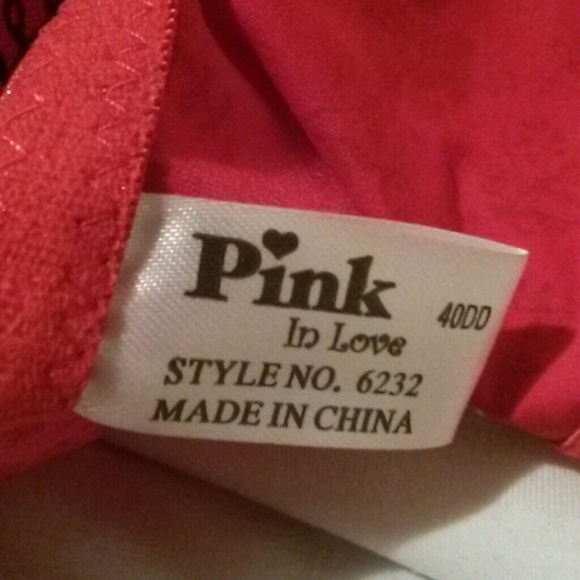 Pink
In Love
40DD
STYLE NO. 6232
MADE IN CHINA